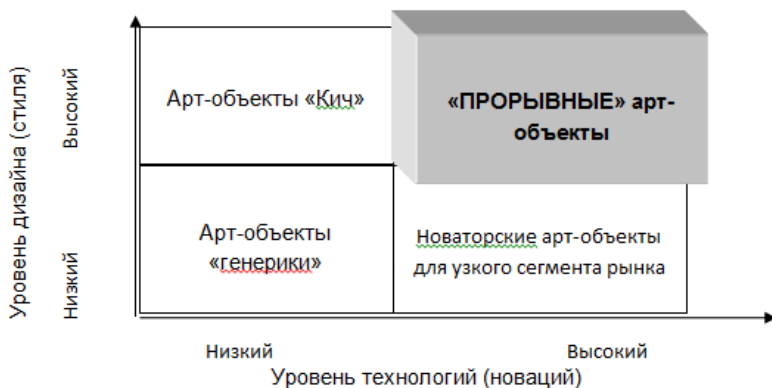 Уровень дизайна (стиля)
Высокий
Низкий
Арт-объекты «Кич»
«ПРОРЫВНЫЕ» арт-
объекты
Арт-объекты
«генерики»
Новаторские арт-объекты
для узкого сегмента рынка
Низкий
Высокий
Уровень технологий (новаций)